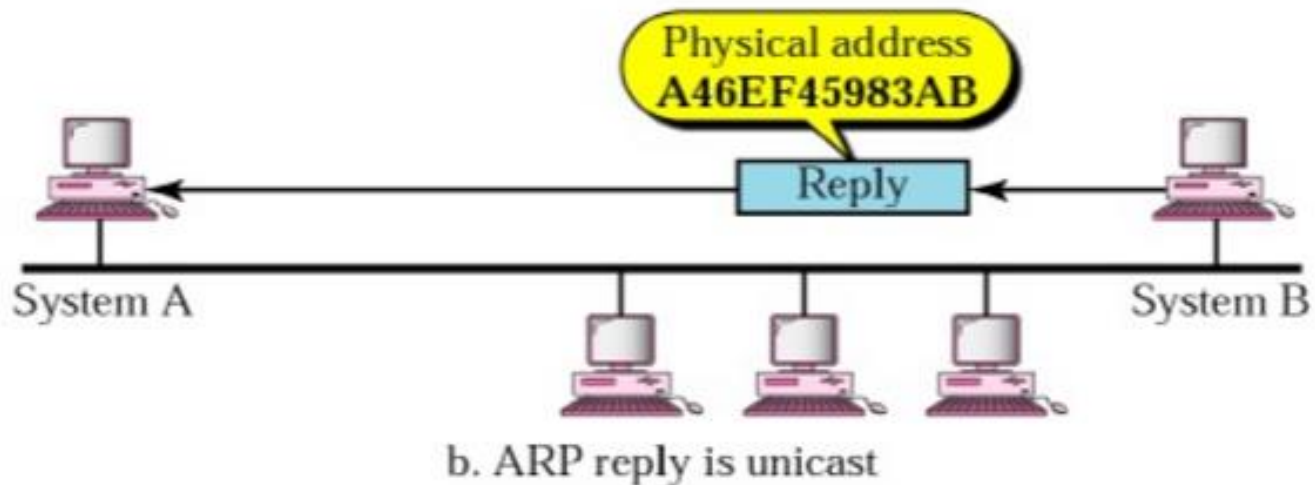 Physical address
A46EF45983AB
Reply
System A
System B
b. ARP reply is unicast